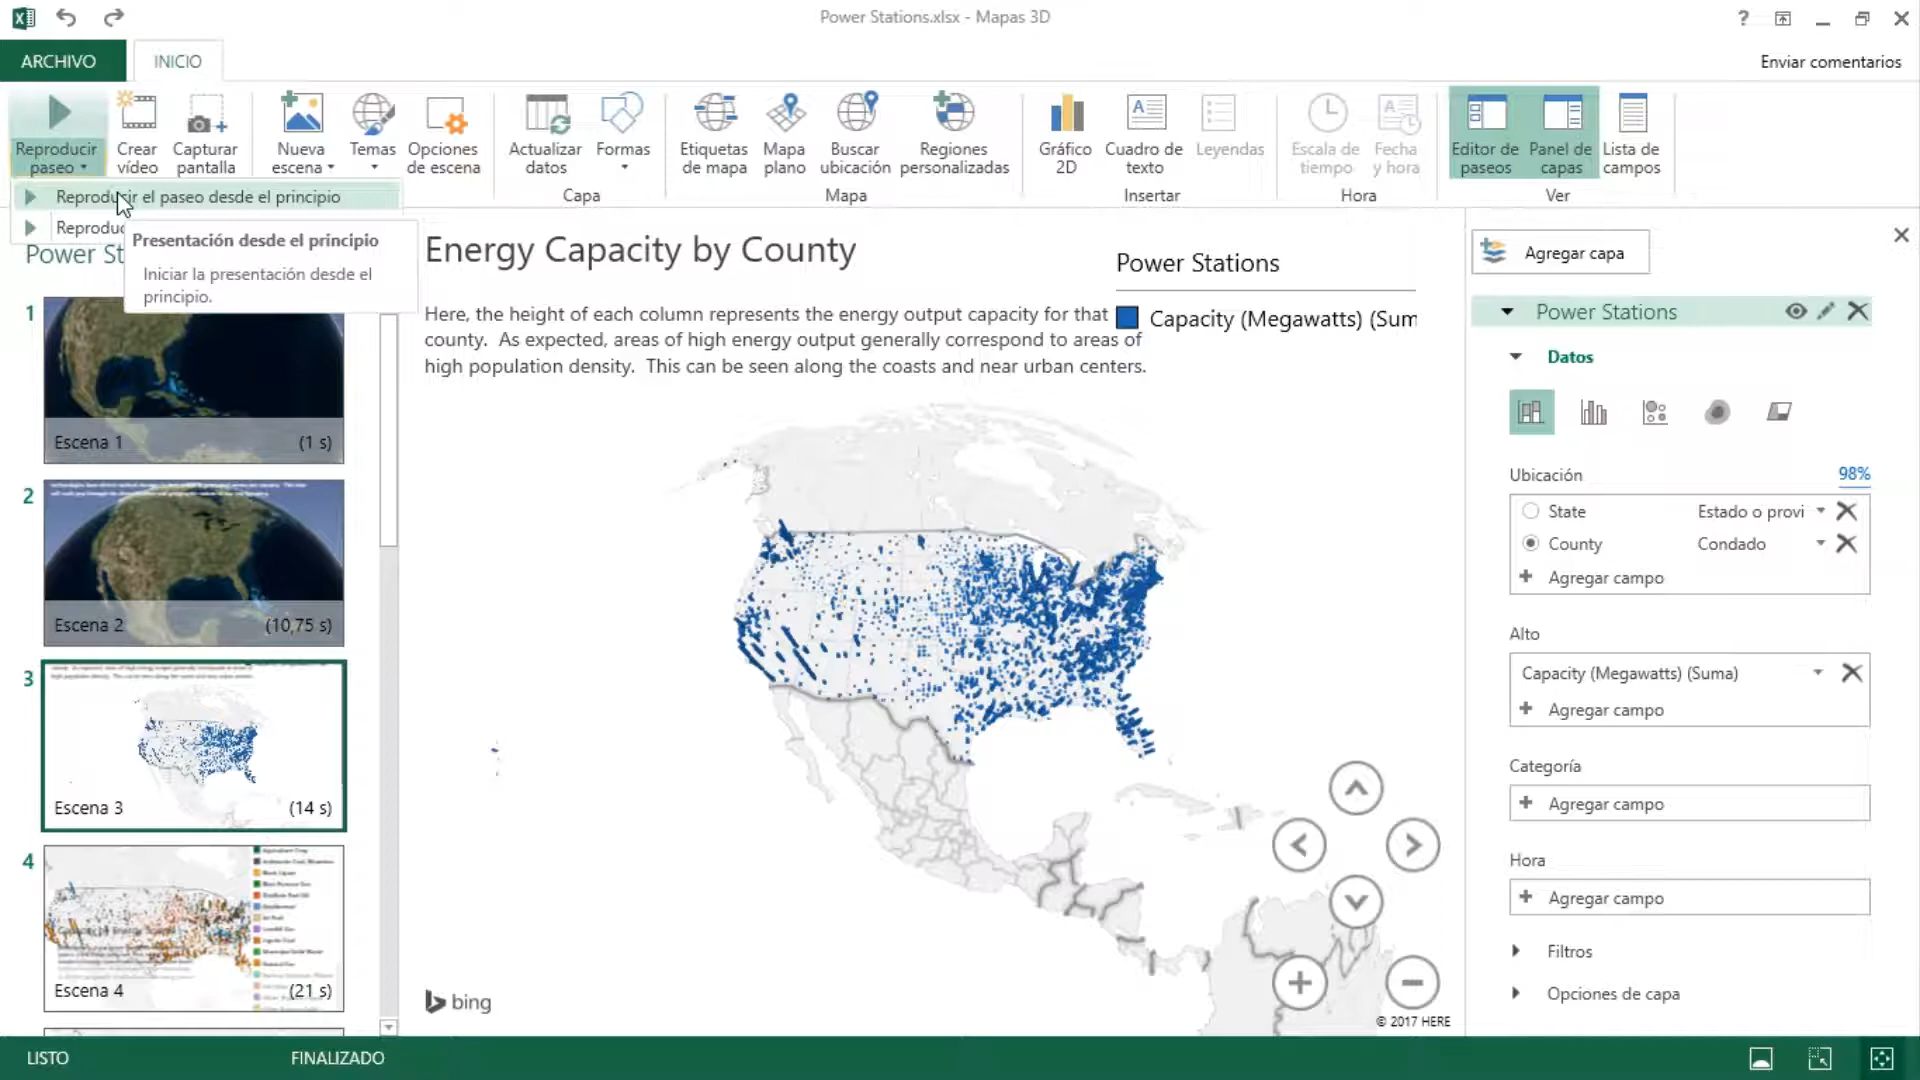 Power Stations.xlsx - Mapas 3D
?
ARCHIVO
INICIO
Enviar comentarios
Reproducir paseo
Crear vídeo
Capturar pantalla
Nueva escena
Temas
Opciones de escena
Actualizar datos
Formas
Etiquetas de mapa
Mapa plano
Buscar ubicación
Regiones personalizadas
Gráfico 2D
Cuadro de texto
Leyendas
Escala de tiempo
Fecha y hora
Editor de paseos
Panel de capas
Lista de campos
Capa
Mapa
Insertar
Hora
Ver
Reproducir el paseo desde el principio
Reproduc
Presentación desde el principio
Iniciar la presentación desde el
principio.
Power St
1
Escena 1 (1 s)
2
Escena 2 (10,75 s)
3
Escena 3 (14 s)
4
Escena 4 (21 s)
Energy Capacity by County
Here, the height of each column represents the energy output capacity for that
county. As expected, areas of high energy output generally correspond to areas of
high population density. This can be seen along the coasts and near urban centers.
Power Stations
Capacity (Megawatts) (Sum
bing
© 2017 HERE
Agregar capa
Power Stations
Datos
Ubicación 98%
State Estado o provi
County Condado
Agregar campo
Alto
Capacity (Megawatts) (Suma)
Agregar campo
Categoría
Agregar campo
Hora
Agregar campo
Filtros
Opciones de capa
LISTO
FINALIZADO